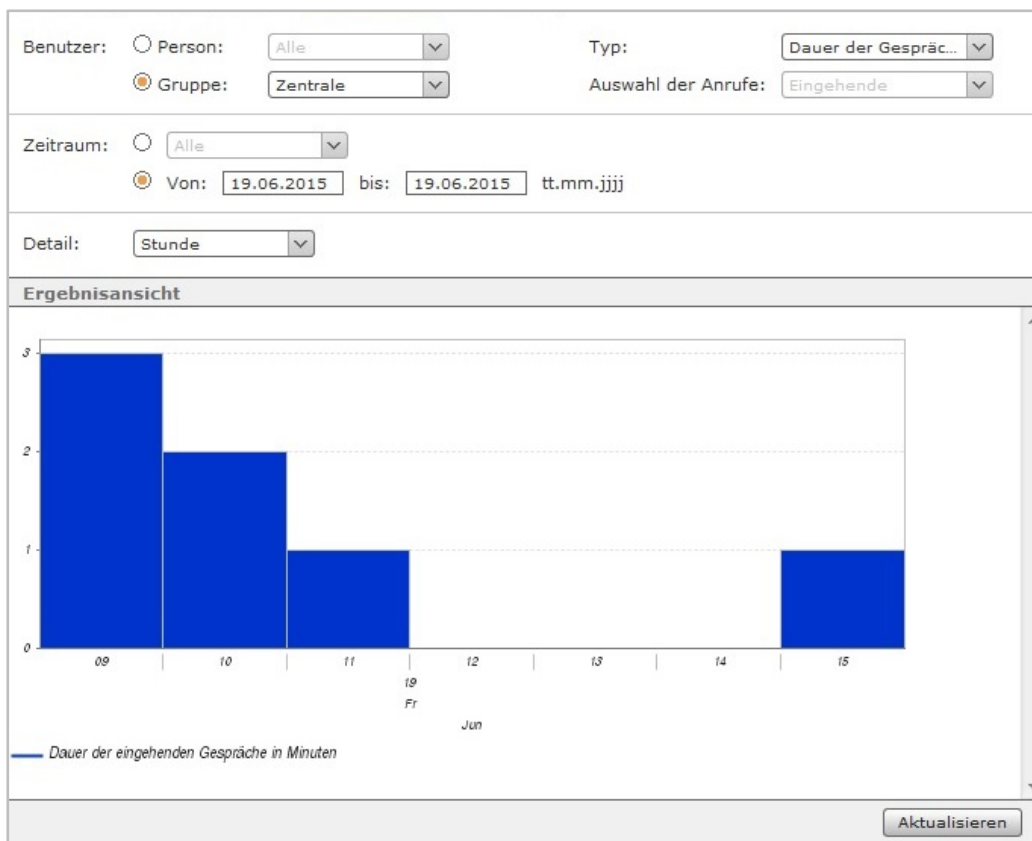 Benutzer: Person: Alle Typ: Dauer der Gespräc...
Gruppe: Zentrale Auswahl der Anrufe: Eingehende
Zeitraum: Alle
Von: 19.06.2015 bis: 19.06.2015 tt.mm.jjjj
Detail: Stunde
Ergebnisansicht
3
2
1
0
09 10 11 12 13 14 15
19
Fr
Jun
Dauer der eingehenden Gespräche in Minuten
Aktualisieren